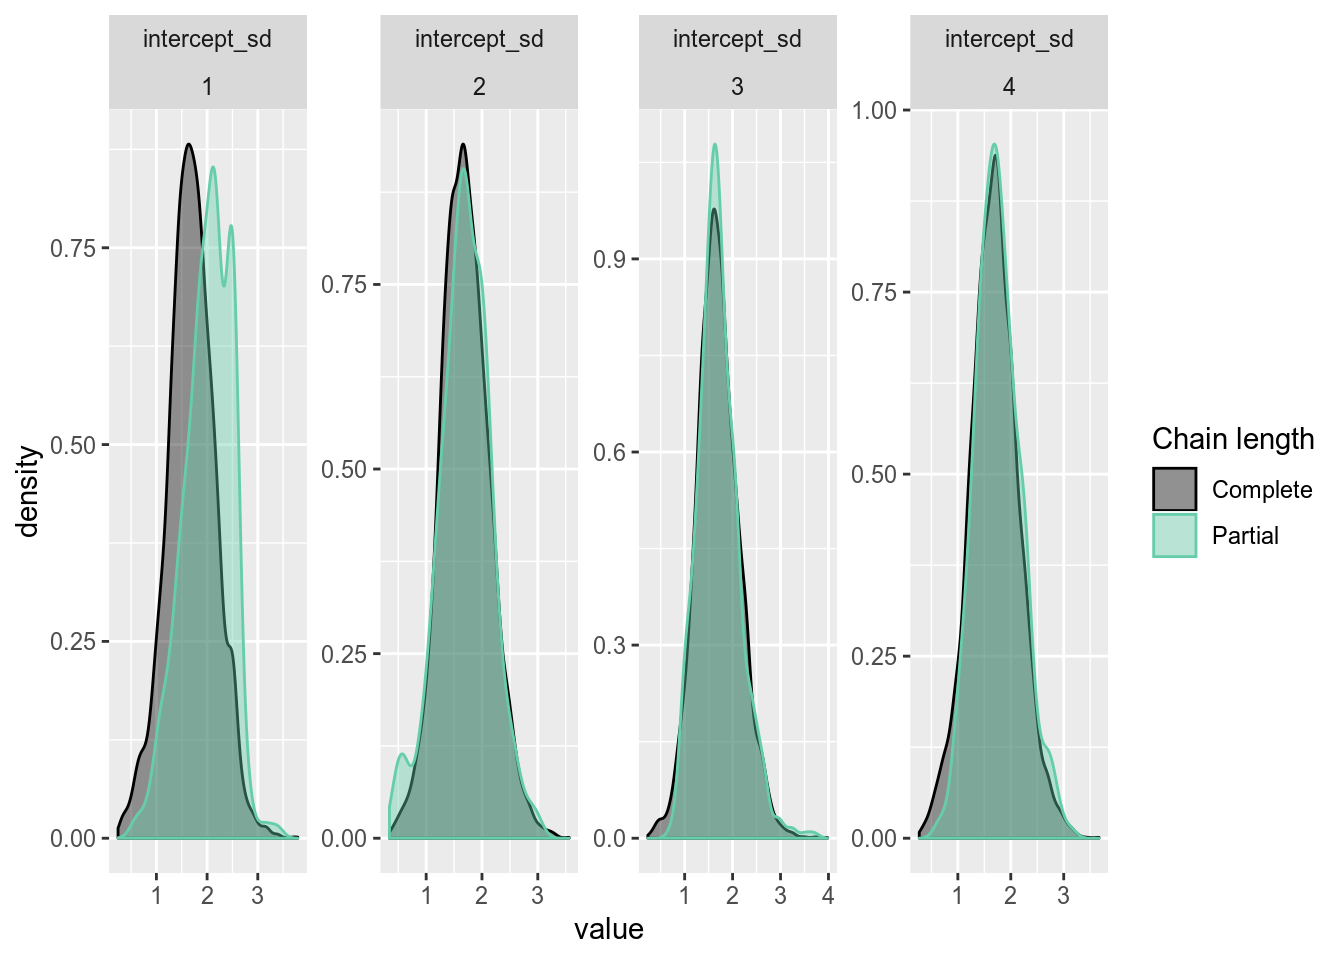 intercept_sd intercept_sd intercept_sd intercept_sd
1 2 3 4
density
0.75
0.50
0.25
0.00
1 2 3
0.75
0.50
0.25
0.00
1 2 3
0.9
0.6
0.3
0.0
1 2 3 4
1.00
0.75
0.50
0.25
0.00
1 2 3
value
Chain length
Complete
Partial